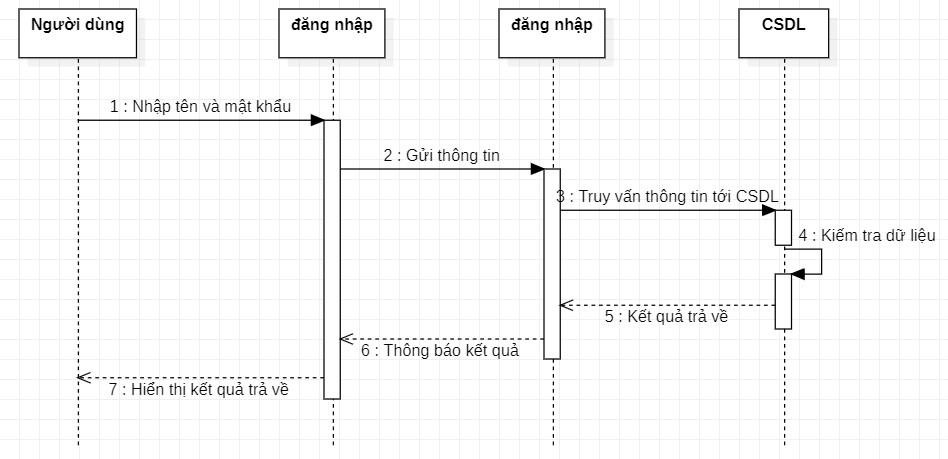 Người dùng
đăng nhập
đăng nhập
CSDL
1 : Nhập tên và mật khẩu
2 : Gửi thông tin
3 : Truy vấn thông tin tới CSDL
4 : Kiếm tra dữ liệu
5 : Kết quả trả về
6 : Thông báo kết quả
7 : Hiển thị kết quả trả về